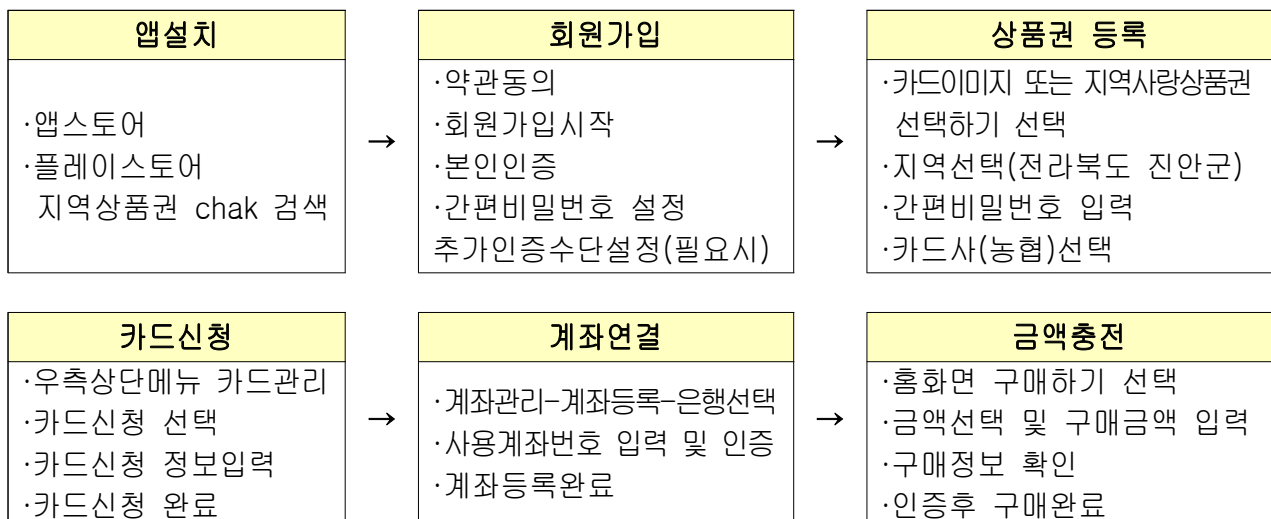 앱설치
·앱스토어
·플레이스토어
지역상품권 chak 검색
→
회원가입
·약관동의
·회원가입시작
·본인인증
·간편비밀번호 설정
추가인증수단설정(필요시)
→
상품권 등록
·카드이미지 또는 지역사랑상품권
선택하기 선택
·지역선택(전라북도 진안군)
·간편비밀번호 입력
·카드사(농협)선택
카드신청
·우측상단메뉴 카드관리
·카드신청 선택
·카드신청 정보입력
·카드신청 완료
→
계좌연결
·계좌관리-계좌등록-은행선택
·사용계좌번호 입력 및 인증
·계좌등록완료
→
금액충전
·홈화면 구매하기 선택
·금액선택 및 구매금액 입력
·구매정보 확인
·인증후 구매완료